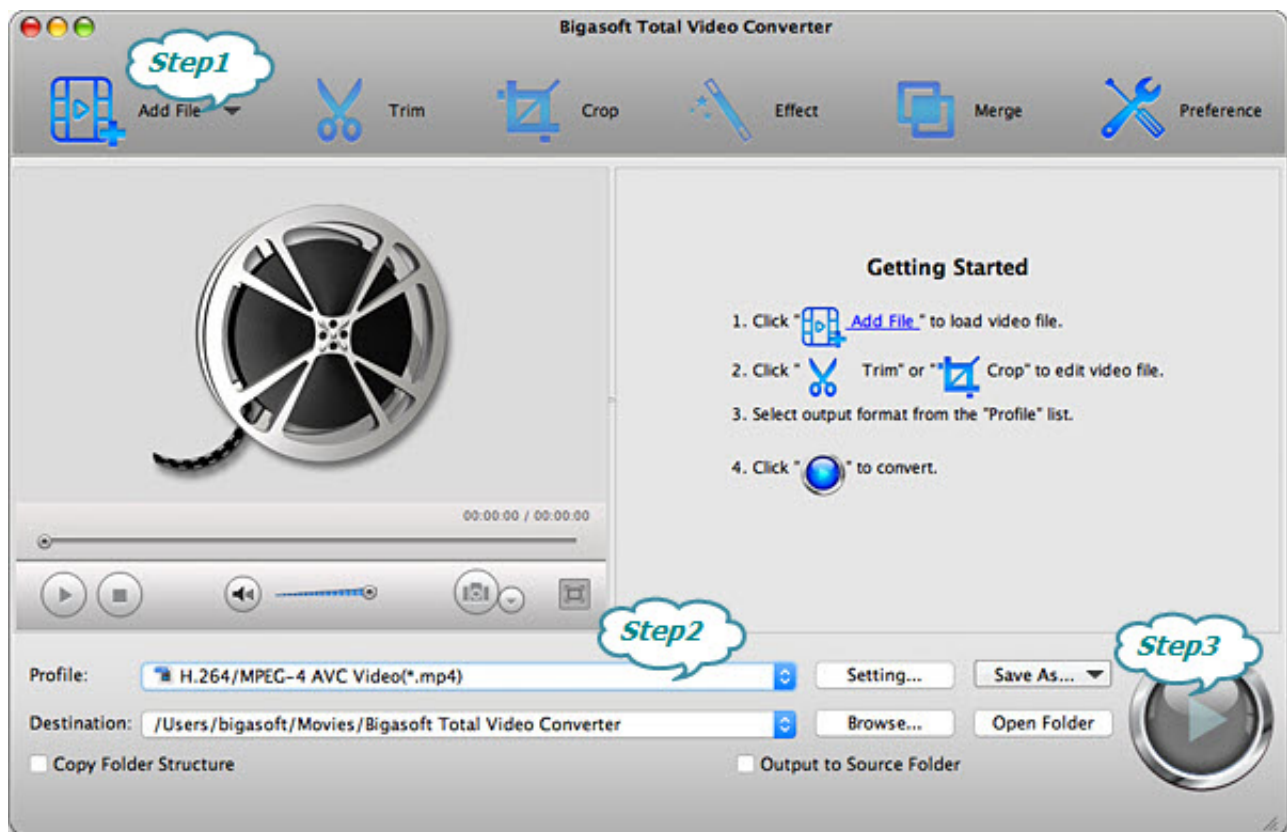 Bigasoft Total Video Converter
Step1
Add File
Trim
Crop
Effect
Merge
Preference
Getting Started
1. Click " Add File " to load video file.
2. Click " Trim" or " Crop" to edit video file.
3. Select output format from the "Profile" list.
4. Click " " to convert.
00:00:00 / 00:00:00
Step2
Step3
Profile:
H.264/MPEG-4 AVC Video(*.mp4)
Setting...
Save As...
Destination:
/Users/bigasoft/Movies/Bigasoft Total Video Converter
Browse...
Open Folder
Copy Folder Structure
Output to Source Folder